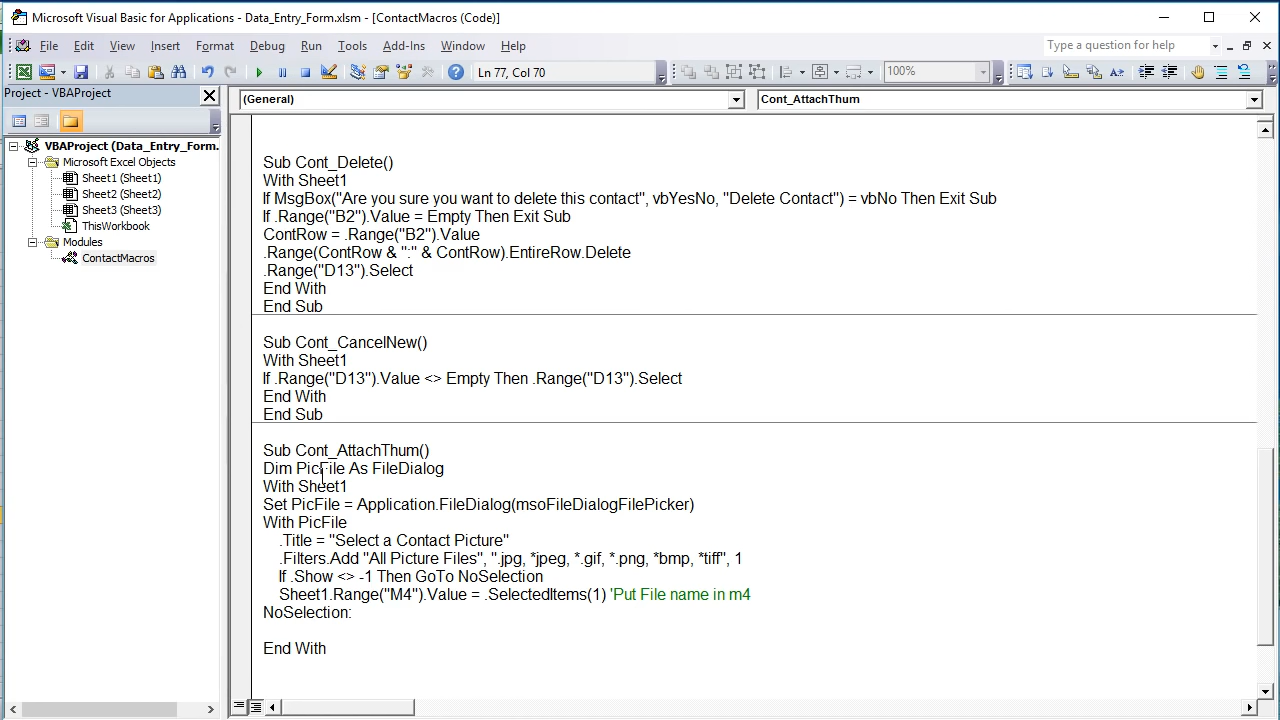 Microsoft Visual Basic for Applications - Data_Entry_Form.xlsm - [ContactMacros (Code)]
File Edit View Insert Format Debug Run Tools Add-Ins Window Help
Type a question for help
Ln 77, Col 70
100%
Project - VBAProject
(General)
Cont_AttachThum
VBAProject (Data_Entry_Form.
Microsoft Excel Objects
Sheet1 (Sheet1)
Sheet2 (Sheet2)
Sheet3 (Sheet3)
ThisWorkbook
Modules
ContactMacros
Sub Cont_Delete()
With Sheet1
If MsgBox("Are you sure you want to delete this contact", vbYesNo, "Delete Contact") = vbNo Then Exit Sub
If .Range("B2").Value = Empty Then Exit Sub
ContRow = .Range("B2").Value
.Range(ContRow & ":" & ContRow).EntireRow.Delete
.Range("D13").Select
End With
End Sub
Sub Cont_CancelNew()
With Sheet1
If .Range("D13").Value <> Empty Then .Range("D13").Select
End With
End Sub
Sub Cont_AttachThum()
Dim PicFile As FileDialog
With Sheet1
Set PicFile = Application.FileDialog(msoFileDialogFilePicker)
With PicFile
.Title = "Select a Contact Picture"
.Filters.Add "All Picture Files", ".jpg, *jpeg, *.gif, *.png, *bmp, *tiff", 1
If .Show <> -1 Then GoTo NoSelection
Sheet1.Range("M4").Value = .SelectedItems(1) 'Put File name in m4
NoSelection:
End With